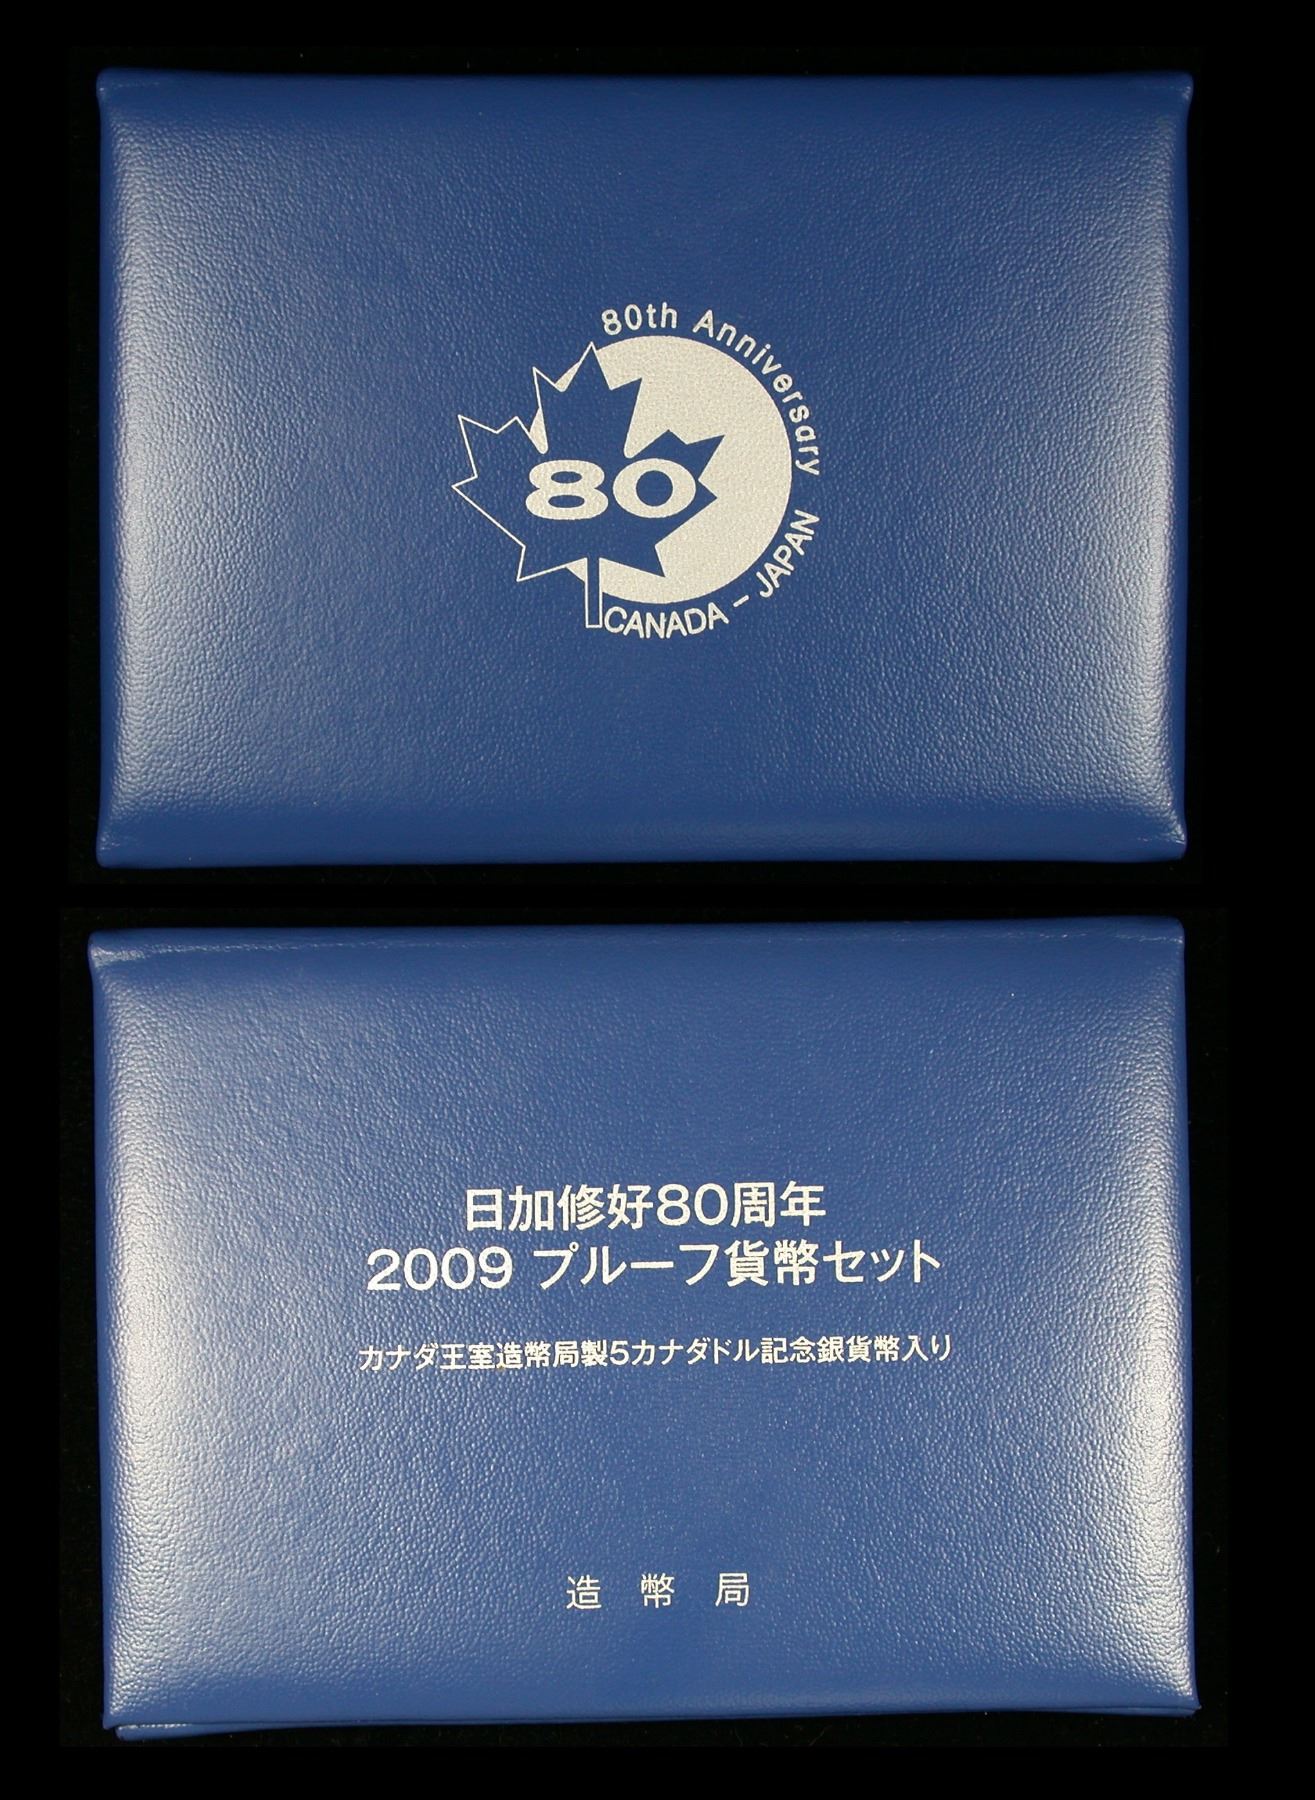 80th Anniversary
80
CANADA - JAPAN
日加修好80周年
2009 プルーフ貨幣セット
カナダ王室造幣局製5カナダドル記念銀貨幣入り
造幣局